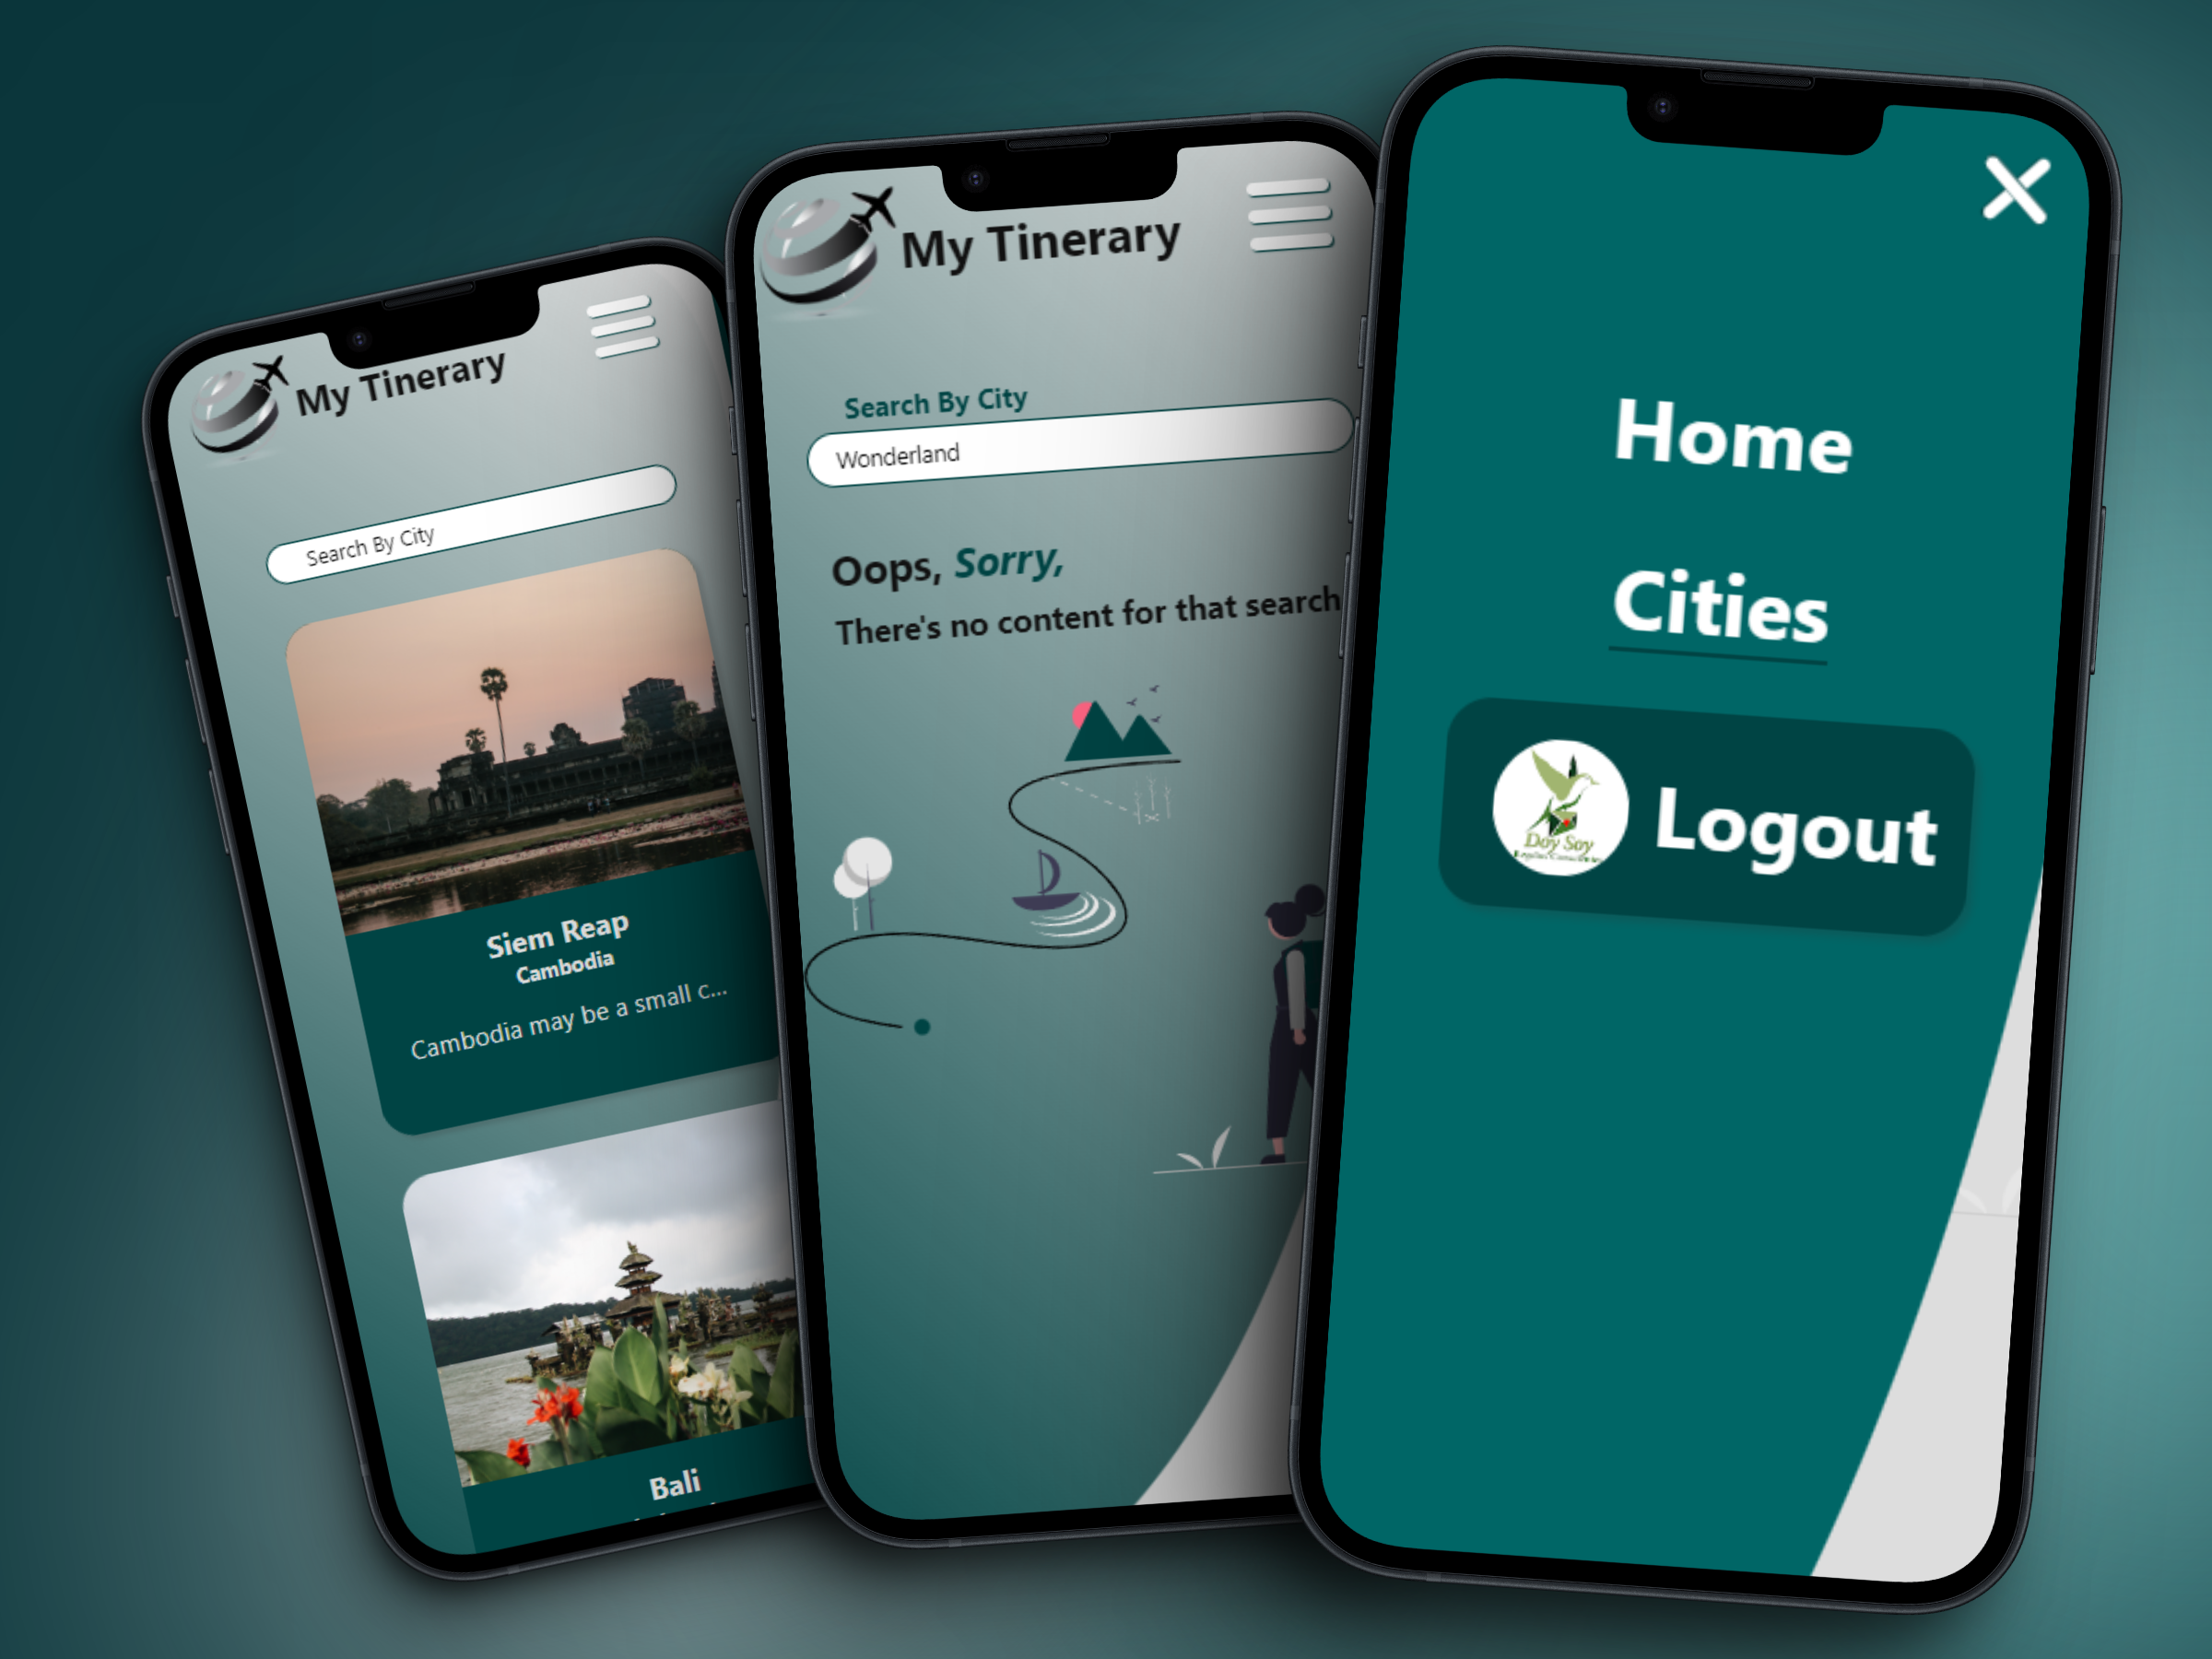 My Tinerary
Search By City
Siem Reap
Cambodia
Cambodia may be a small c...
Bali
My Tinerary
Search By City
Wonderland
Oops, Sorry,
There's no content for that search
Home
Cities
Doy Soy
Logout